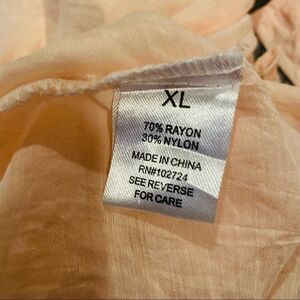 XL
70% RAYON
30% NYLON
MADE IN CHINA
RN#102724
SEE REVERSE
FOR CARE